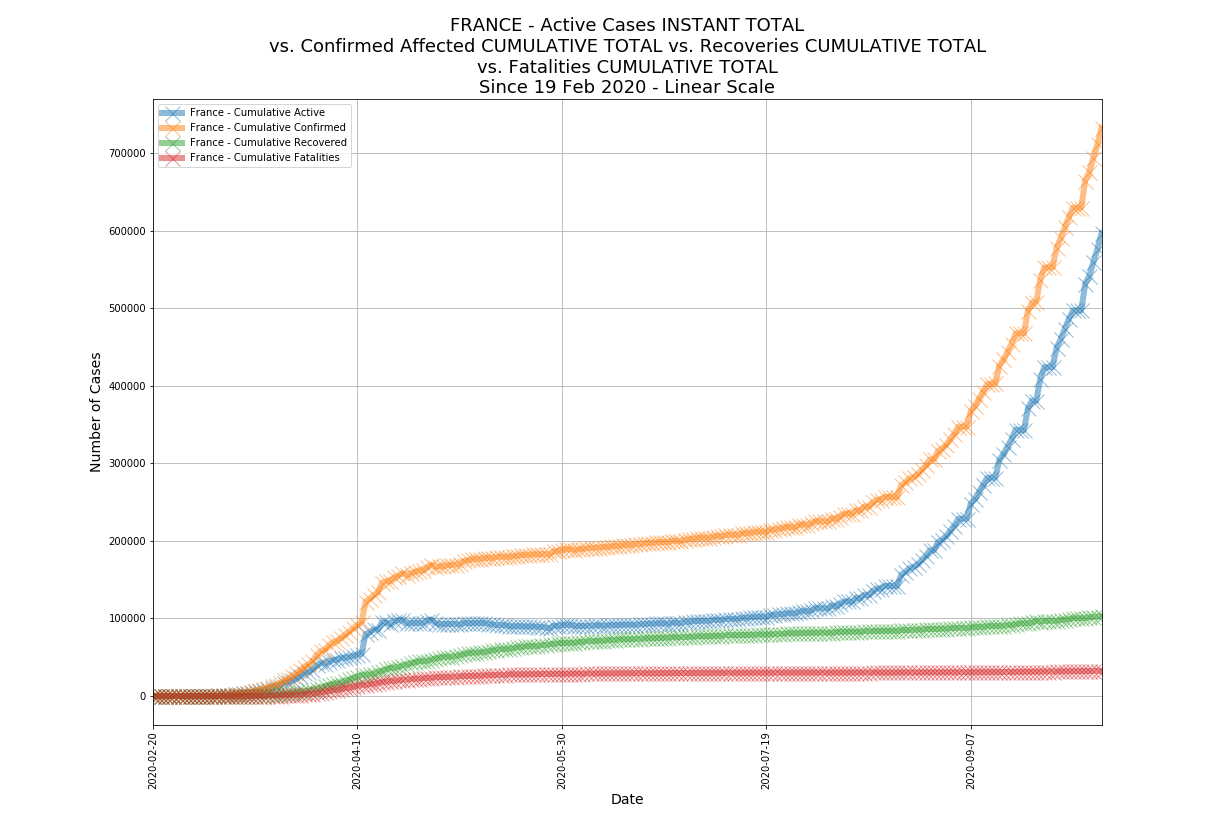 FRANCE - Active Cases INSTANT TOTAL
vs. Confirmed Affected CUMULATIVE TOTAL vs. Recoveries CUMULATIVE TOTAL
vs. Fatalities CUMULATIVE TOTAL
Since 19 Feb 2020 - Linear Scale
France - Cumulative Active
France - Cumulative Confirmed
France - Cumulative Recovered
France - Cumulative Fatalities
700000
600000
500000
400000
300000
200000
100000
0
Number of Cases
2020-02-20
2020-04-10
2020-05-30
2020-07-19
2020-09-07
Date